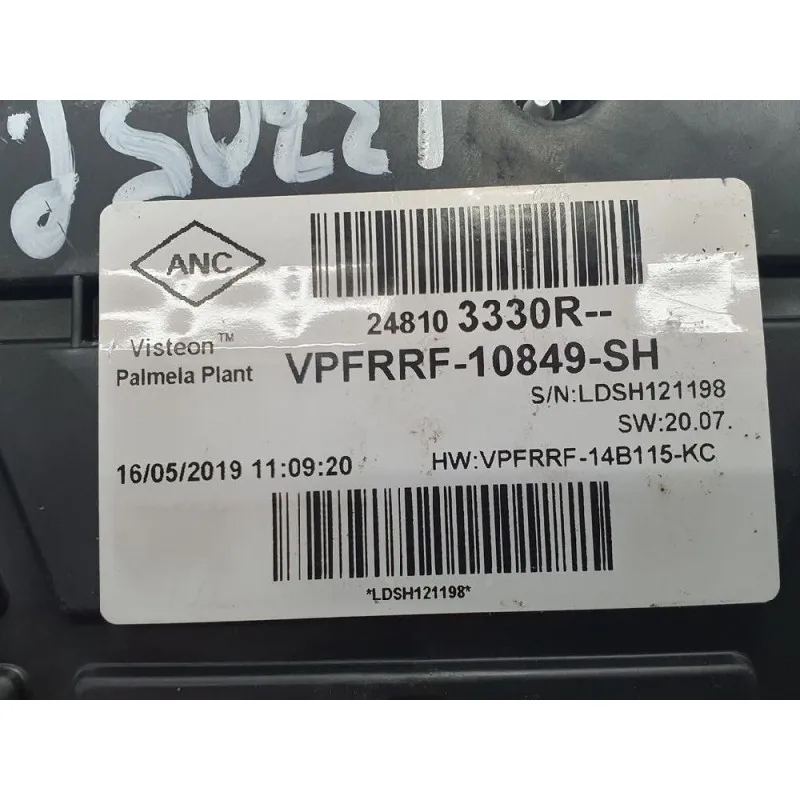 ANC
24810 3330R--
Visteon™
Palmela Plant
VPFRRF-10849-SH
S/N:LDSH121198
SW:20.07.
16/05/2019 11:09:20
HW:VPFRRF-14B115-KC
*LDSH121198*